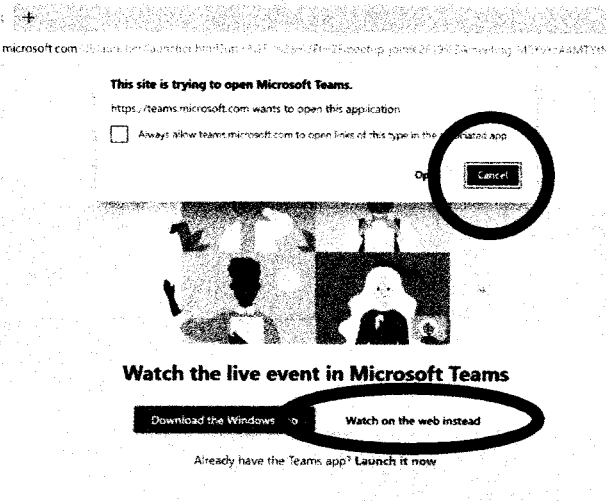 +
microsoft.com
This site is trying to open Microsoft Teams.
https://teams.microsoft.com wants to open this application
Always allow teams.microsoft.com to open links of this type in the associated app
Cancel
Watch the live event in Microsoft Teams
Download the Windows
Watch on the web instead
Already have the Teams app? Launch it now